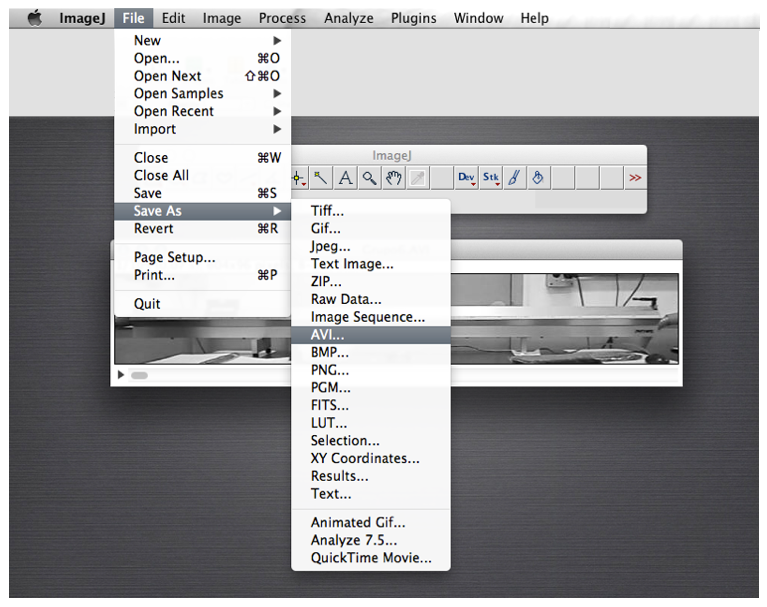 ImageJ File Edit Image Process Analyze Plugins Window Help
New
Open... ⌘O
Open Next ⇧⌘O
Open Samples
Open Recent
Import
Close ⌘W
Close All
Save ⌘S
Save As
Revert ⌘R
Page Setup...
Print... ⌘P
Quit
ImageJ
A Dev Stk >>
Tiff...
Gif...
Jpeg...
Text Image...
ZIP...
Raw Data...
Image Sequence...
AVI...
BMP...
PNG...
PGM...
FITS...
LUT...
Selection...
XY Coordinates...
Results...
Text...
Animated Gif...
Analyze 7.5...
QuickTime Movie...